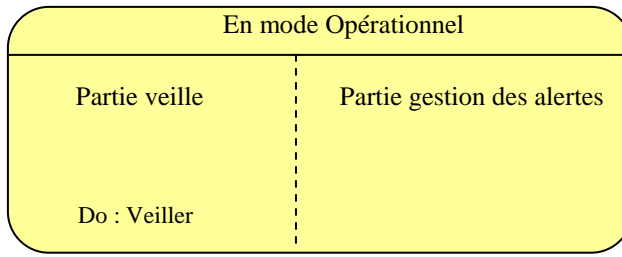 En mode Opérationnel
Partie veille
Partie gestion des alertes
Do : Veiller